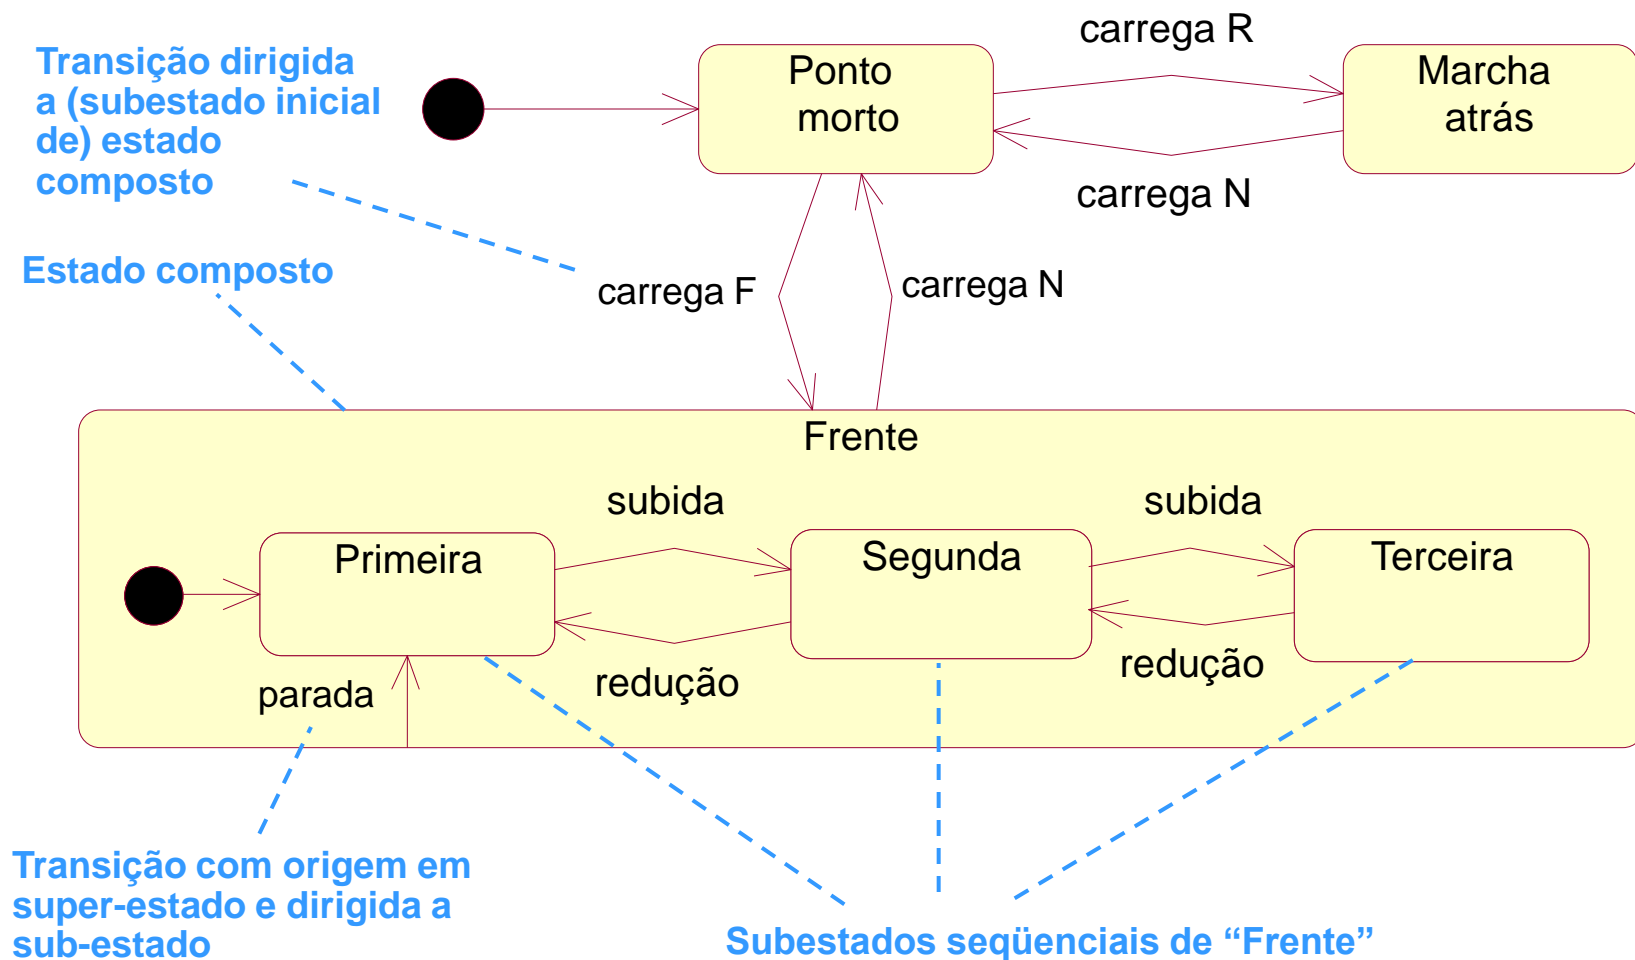 Transição dirigida
a (subestado inicial
de) estado
composto
Ponto
morto
carrega R
Marcha
atrás
carrega N
Estado composto
carrega F
carrega N
Frente
subida
subida
Primeira
Segunda
Terceira
redução
redução
parada
Transição com origem em
super-estado e dirigida a
sub-estado
Subestados seqüenciais de “Frente”